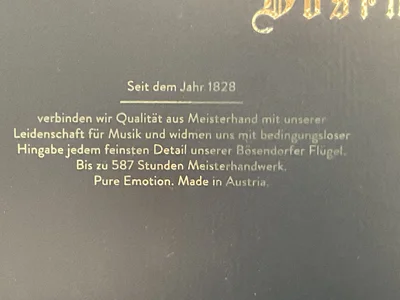 Bösen
Seit dem Jahr 1828
verbinden wir Qualität aus Meisterhand mit unserer
Leidenschaft für Musik und widmen uns mit bedingungsloser
Hingabe jedem feinsten Detail unserer Bösendorfer Flügel.
Bis zu 587 Stunden Meisterhandwerk.
Pure Emotion. Made in Austria.